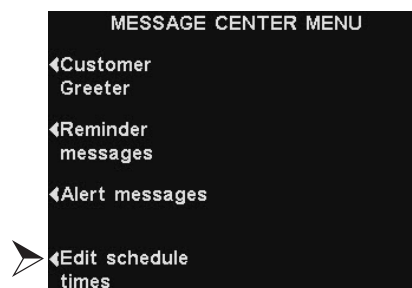 MESSAGE CENTER MENU
Customer
Greeter
Reminder
messages
Alert messages
Edit schedule
times